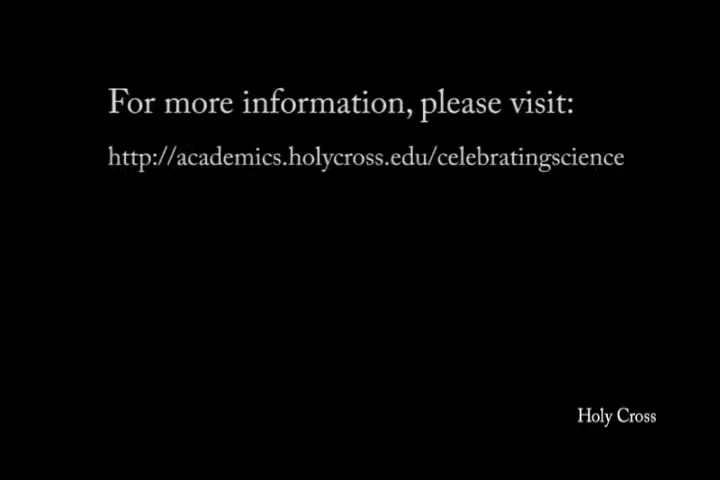 For more information, please visit:
http://academics.holycross.edu/celebratingscience
Holy Cross